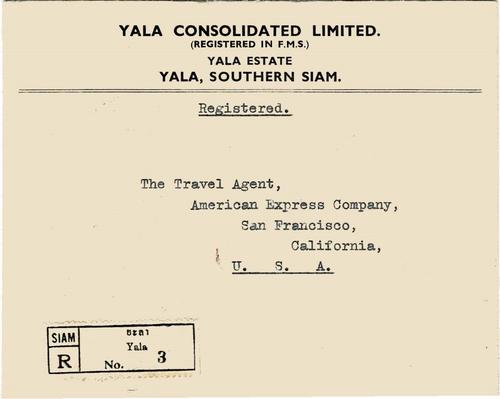 YALA CONSOLIDATED LIMITED.
(REGISTERED IN F.M.S.)
YALA ESTATE
YALA, SOUTHERN SIAM.
Registered.
The Travel Agent,
American Express Company,
San Francisco,
California,
U. S. A.
SIAM
R
ยะลา
Yala
No. 3